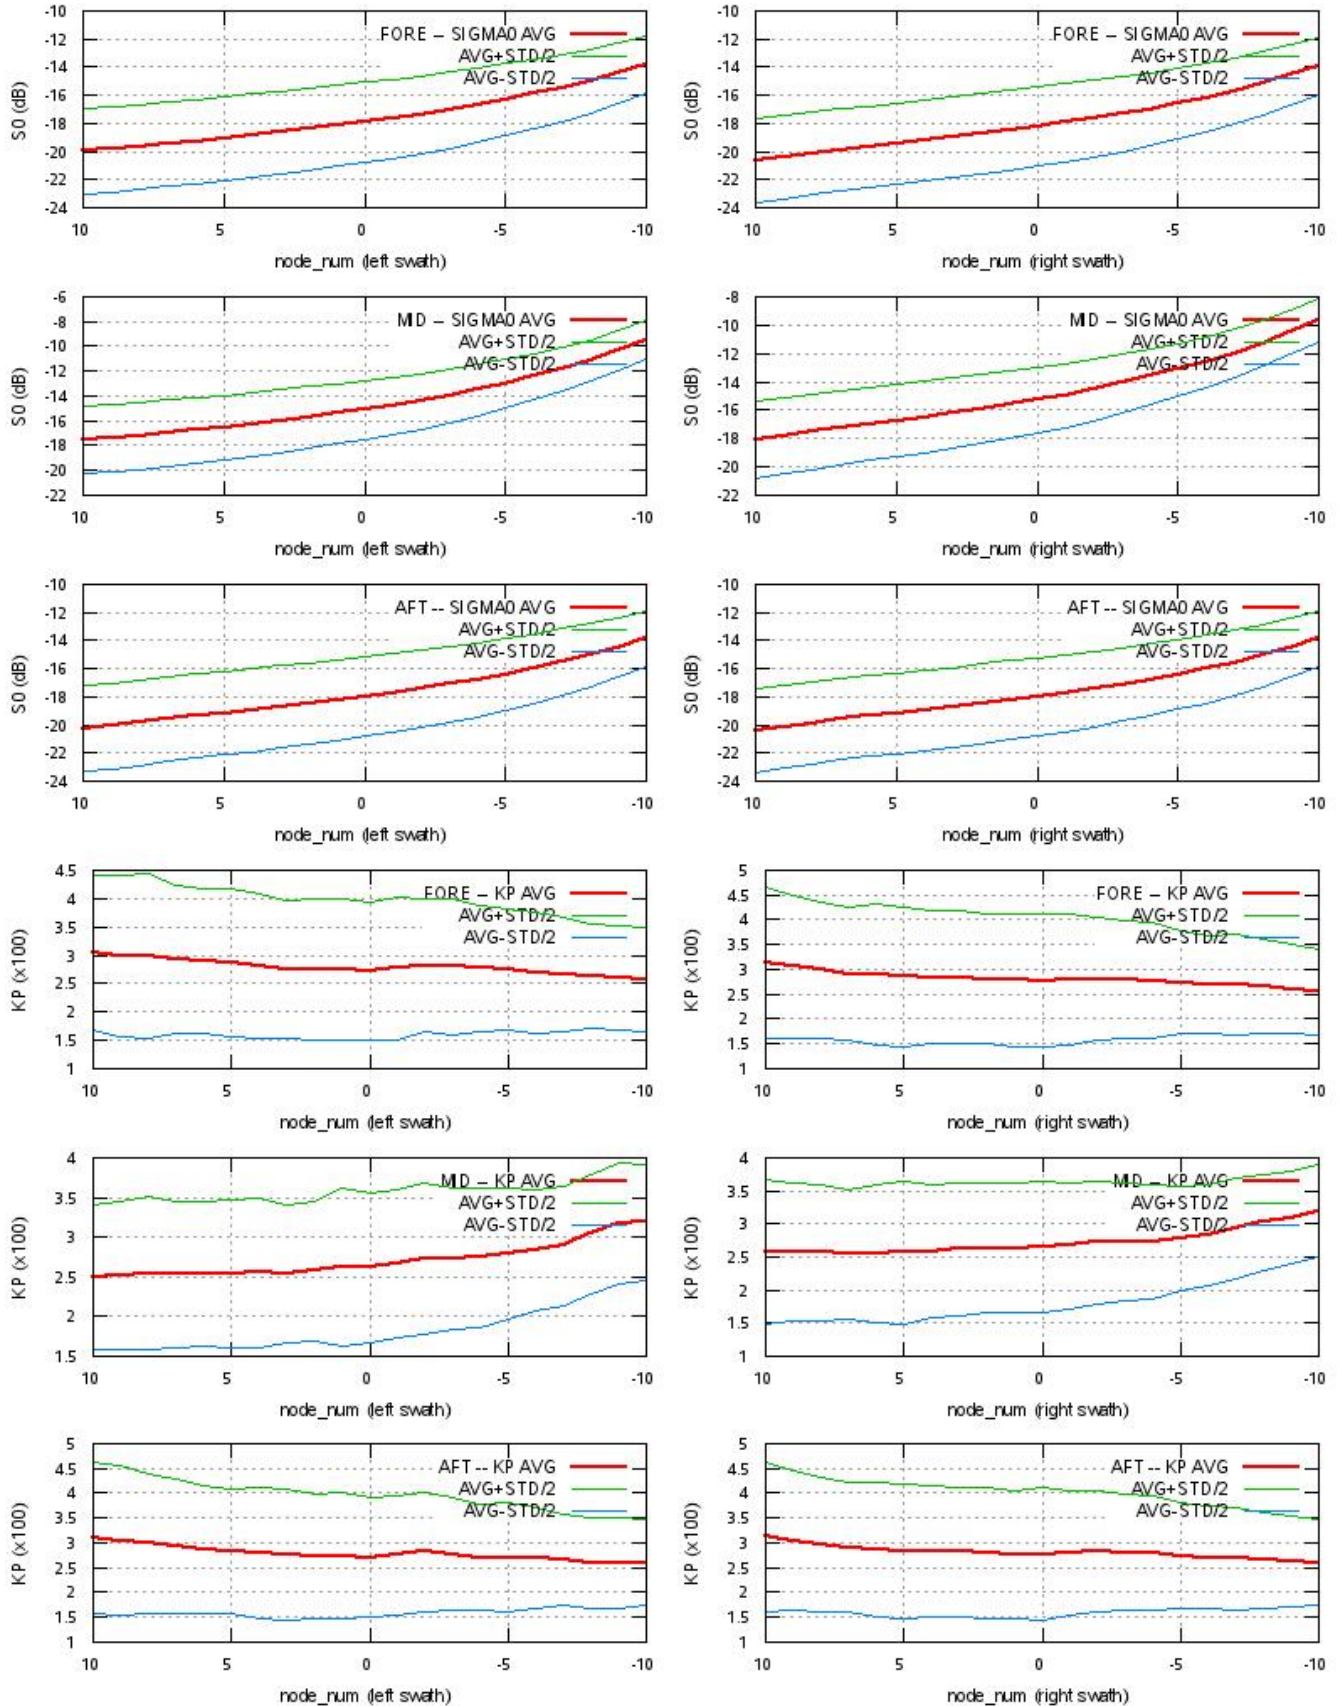 -10
-12
FORE -- SIGMA0 AVG
AVG+STD/2
-14
AVG-STD/2
-16
S0 (dB)
-18
-20
-22
-24
10 5 0 -5 -10
node_num (left swath)
-10
-12
FORE -- SIGMA0 AVG
AVG+STD/2
-14
AVG-STD/2
-16
S0 (dB)
-18
-20
-22
-24
10 5 0 -5 -10
node_num (right swath)
-6
-8
MID -- SIGMA0 AVG
-10
AVG+STD/2
-12
AVG-STD/2
S0 (dB)
-14
-16
-18
-20
-22
10 5 0 -5 -10
node_num (left swath)
-8
MID -- SIGMA0 AVG
-10
AVG+STD/2
-12
AVG-STD/2
S0 (dB)
-14
-16
-18
-20
-22
10 5 0 -5 -10
node_num (right swath)
-10
-12
AFT -- SIGMA0 AVG
AVG+STD/2
-14
AVG-STD/2
-16
S0 (dB)
-18
-20
-22
-24
10 5 0 -5 -10
node_num (left swath)
-10
-12
AFT -- SIGMA0 AVG
AVG+STD/2
-14
AVG-STD/2
-16
S0 (dB)
-18
-20
-22
-24
10 5 0 -5 -10
node_num (right swath)
4.5
FORE -- KP AVG
4
AVG+STD/2
3.5
AVG-STD/2
KP (x100)
3
2.5
2
1.5
1
10 5 0 -5 -10
node_num (left swath)
5
4.5
FORE -- KP AVG
4
AVG+STD/2
3.5
AVG-STD/2
KP (x100)
3
2.5
2
1.5
1
10 5 0 -5 -10
node_num (right swath)
4
MID -- KP AVG
3.5
AVG+STD/2
AVG-STD/2
3
KP (x100)
2.5
2
1.5
10 5 0 -5 -10
node_num (left swath)
4
MID -- KP AVG
3.5
AVG+STD/2
3
AVG-STD/2
KP (x100)
2.5
2
1.5
1
10 5 0 -5 -10
node_num (right swath)
5
4.5
AFT -- KP AVG
4
AVG+STD/2
3.5
AVG-STD/2
KP (x100)
3
2.5
2
1.5
1
10 5 0 -5 -10
node_num (left swath)
5
4.5
AFT -- KP AVG
4
AVG+STD/2
3.5
AVG-STD/2
KP (x100)
3
2.5
2
1.5
1
10 5 0 -5 -10
node_num (right swath)